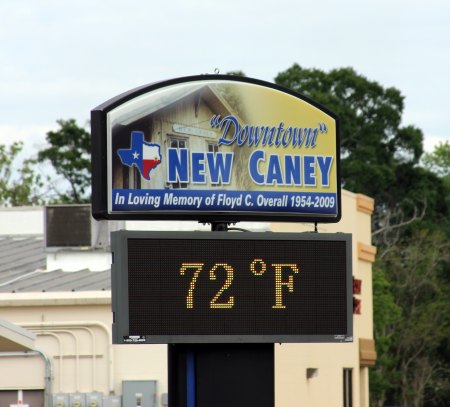 "Downtown"
NEW CANEY
In Loving Memory of Floyd C. Overall 1954-2009
72°F